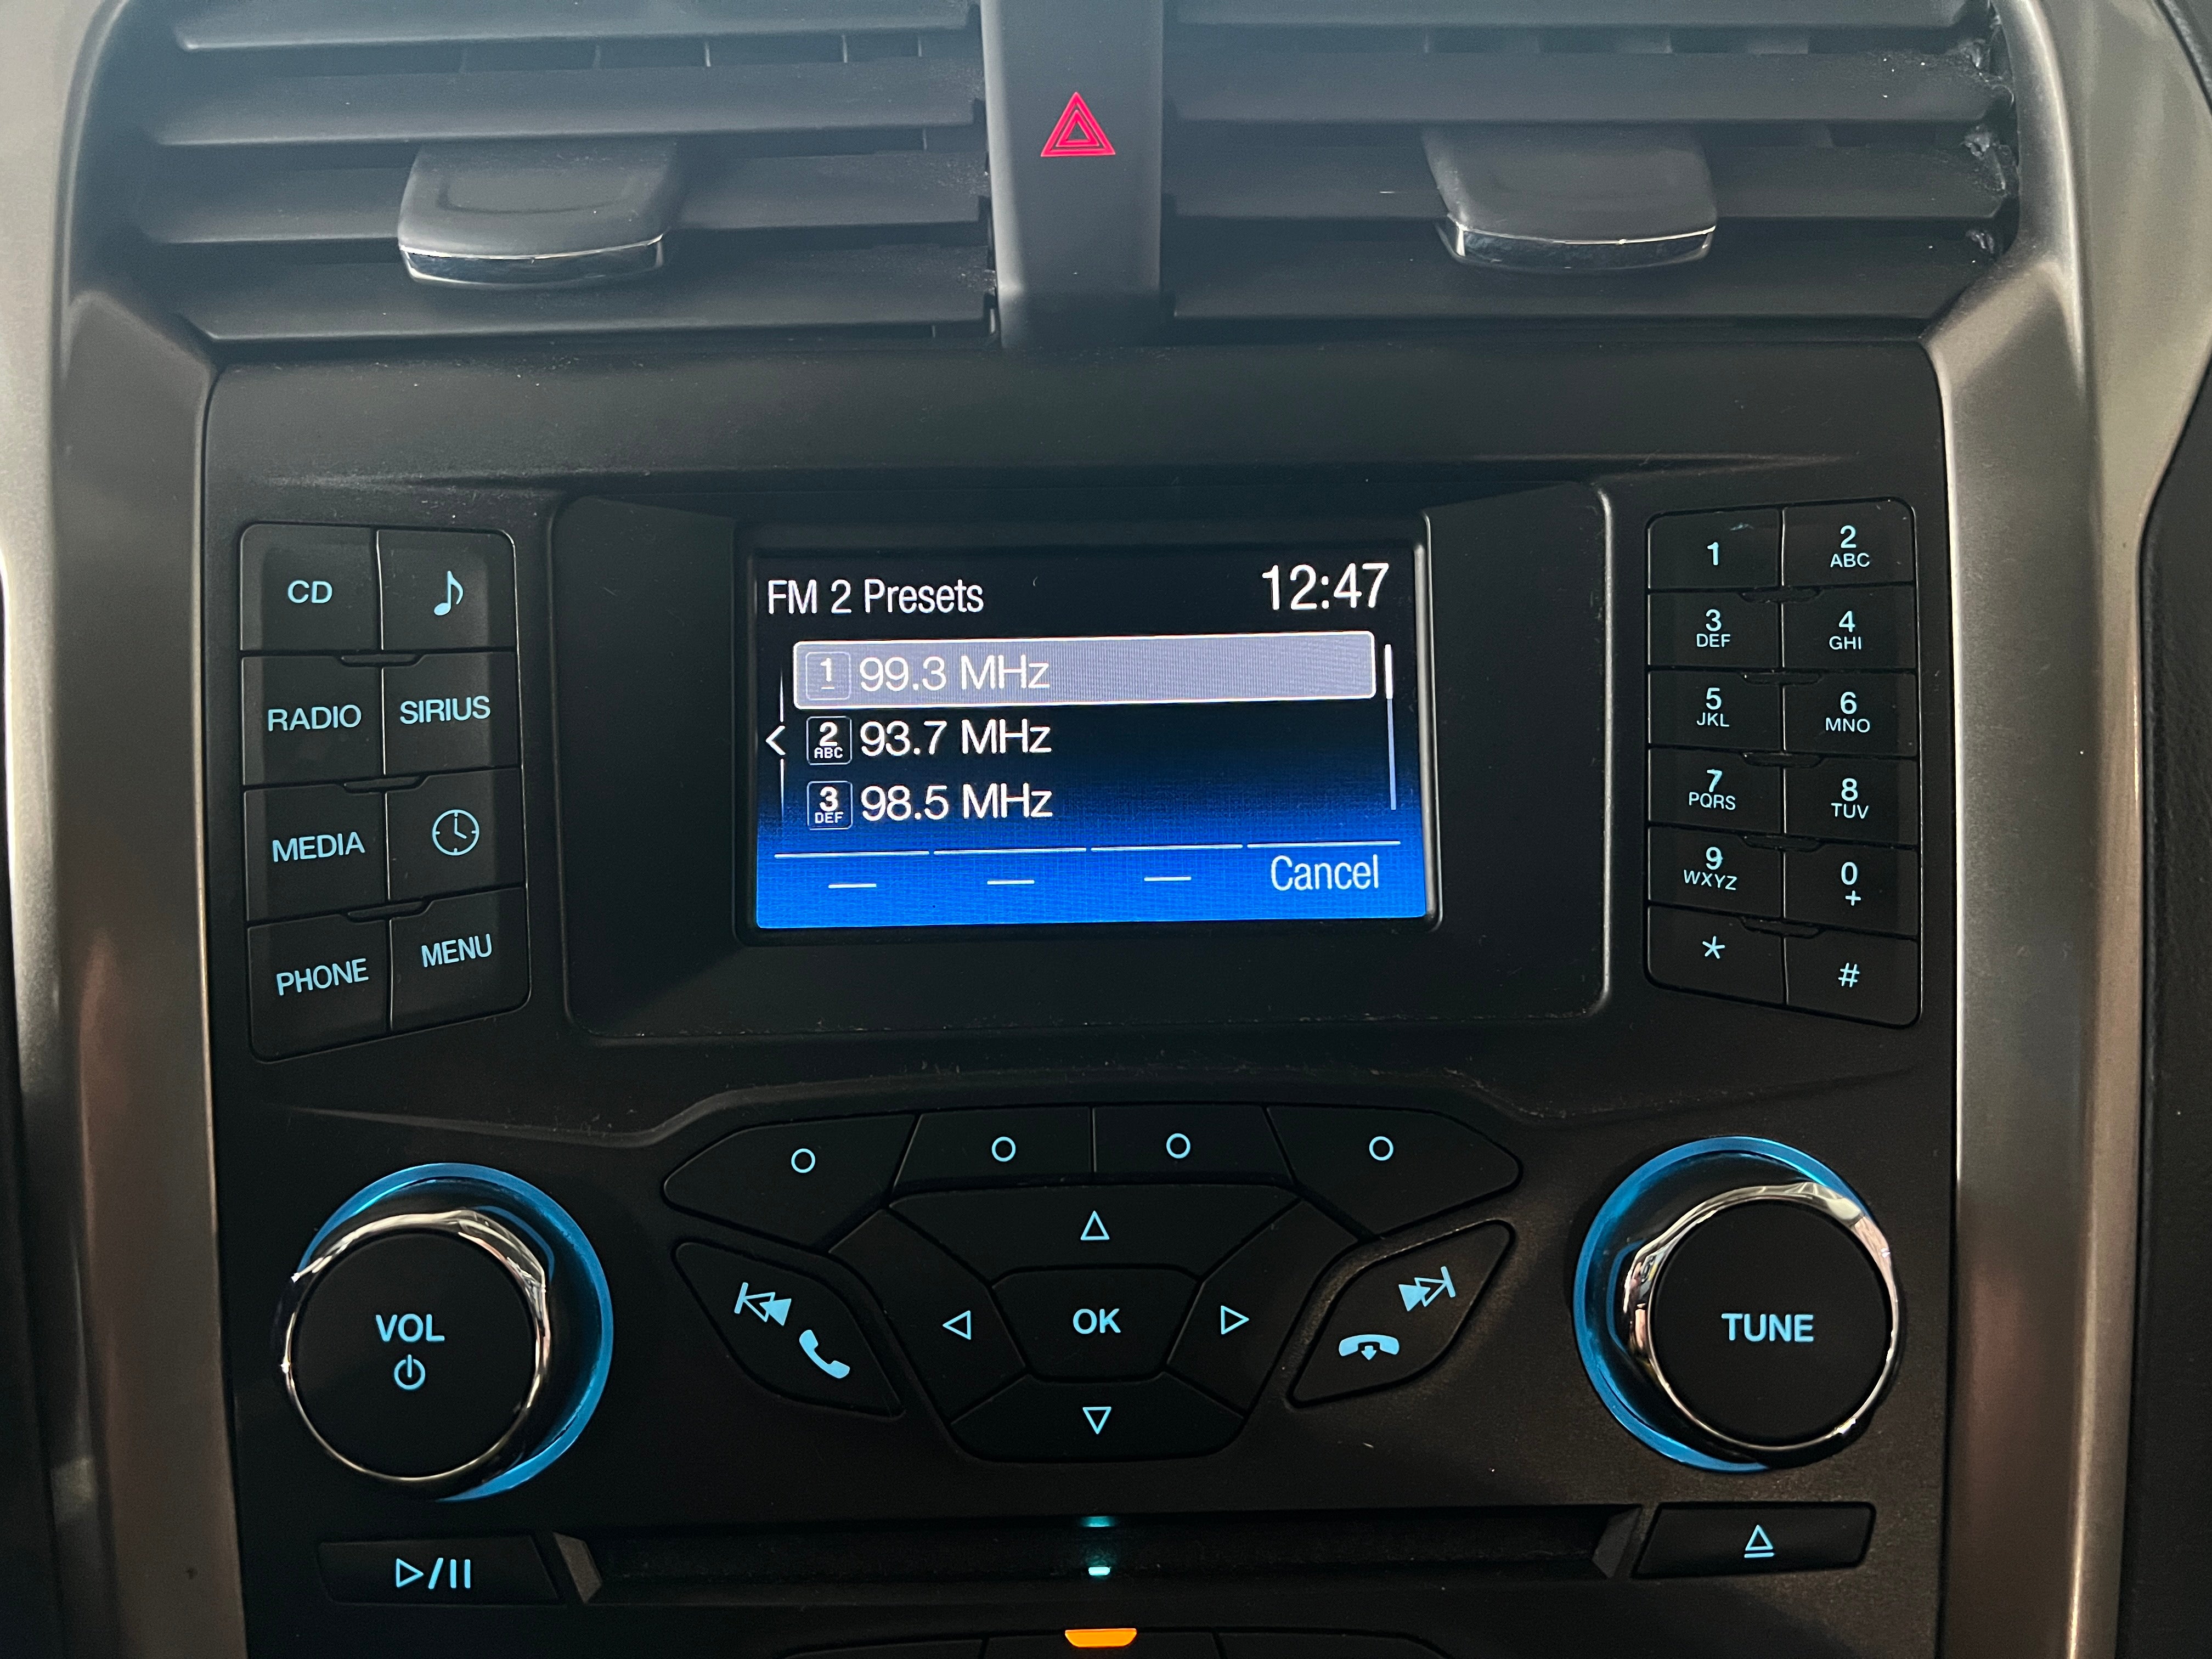 FM 2 Presets 12:47
1 99.3 MHz
2 ABC 93.7 MHz
3 DEF 98.5 MHz
Cancel
CD
RADIO SIRIUS
MEDIA
PHONE MENU
1 2 ABC
3 DEF 4 GHI
5 JKL 6 MNO
7 PQRS 8 TUV
9 WXYZ 0 +
* #
VOL
OK
TUNE